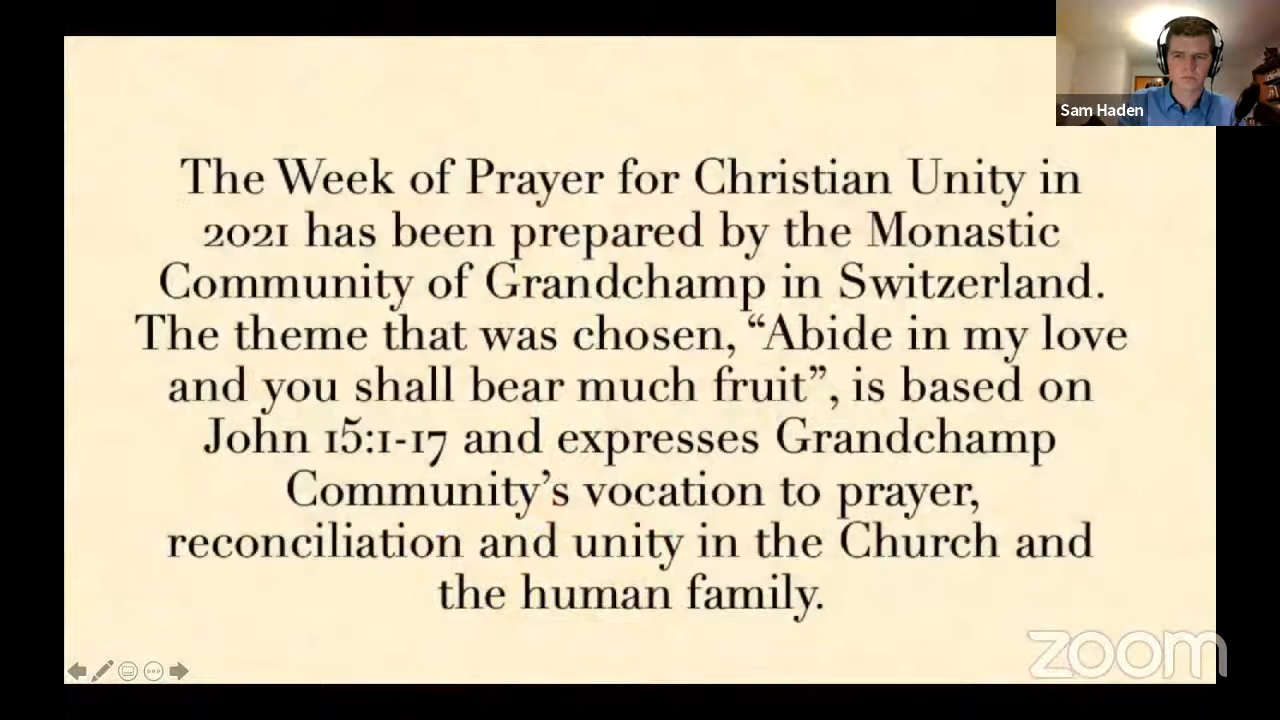 Sam Haden
The Week of Prayer for Christian Unity in
2021 has been prepared by the Monastic
Community of Grandchamp in Switzerland.
The theme that was chosen, “Abide in my love
and you shall bear much fruit”, is based on
John 15:1-17 and expresses Grandchamp
Community’s vocation to prayer,
reconciliation and unity in the Church and
the human family.
zoom